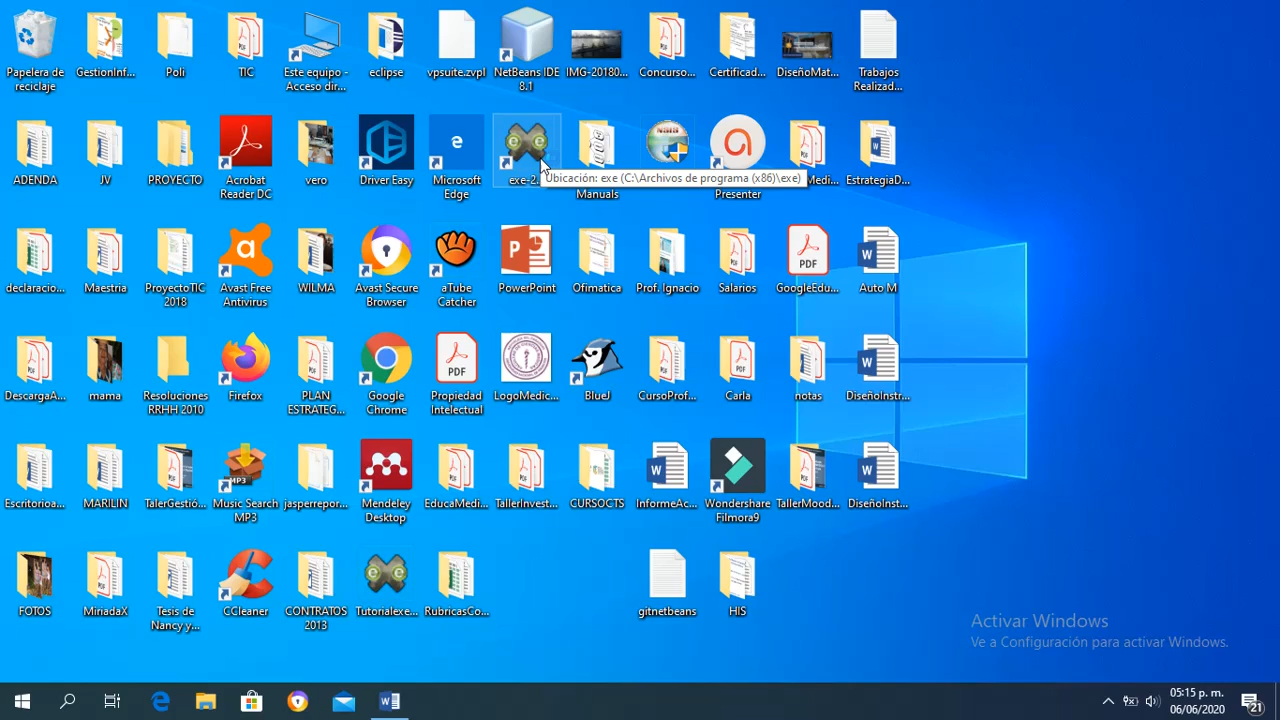 Papelera de
reciclaje
GestionInf...
Poli
TIC
Este equipo -
Acceso dir...
eclipse
vpsuite.zvpl
NetBeans IDE
8.1
IMG-20180...
Concurso...
Certificad...
DiseñoMat...
Trabajos
Realizad...
ADENDA
JV
PROYECTO
Acrobat
Reader DC
vero
Driver Easy
Microsoft
Edge
exe-2.
Manuals
Presenter
Medi...
EstrategiaD...
Ubicación: exe (C:\Archivos de programa (x86)\exe)
declaracio...
Maestria
ProyectoTIC
2018
Avast Free
Antivirus
WILMA
Avast Secure
Browser
aTube
Catcher
PowerPoint
Ofimatica
Prof. Ignacio
Salarios
PDF
GoogleEdu...
Auto M
DescargaA...
mama
Resoluciones
RRHH 2010
Firefox
PLAN
ESTRATEG...
Google
Chrome
PDF
Propiedad
Intelectual
LogoMedic...
BlueJ
CursoProf...
Carla
notas
DiseñoInstr...
Escritorioa...
MARILIN
TalerGestió...
MP3
Music Search
MP3
jasperrepor...
Mendeley
Desktop
EducaMedi...
TallerInvest...
CURSOCTS
InformeAc...
Wondershare
Filmora9
TallerMood...
DiseñoInst...
FOTOS
MiriadaX
Tesis de
Nancy y...
CCleaner
CONTRATOS
2013
Tutorialexe...
RubricasCo...
gitnetbeans
HIS
Activar Windows
Ve a Configuración para activar Windows.
05:15 p. m.
06/06/2020
21